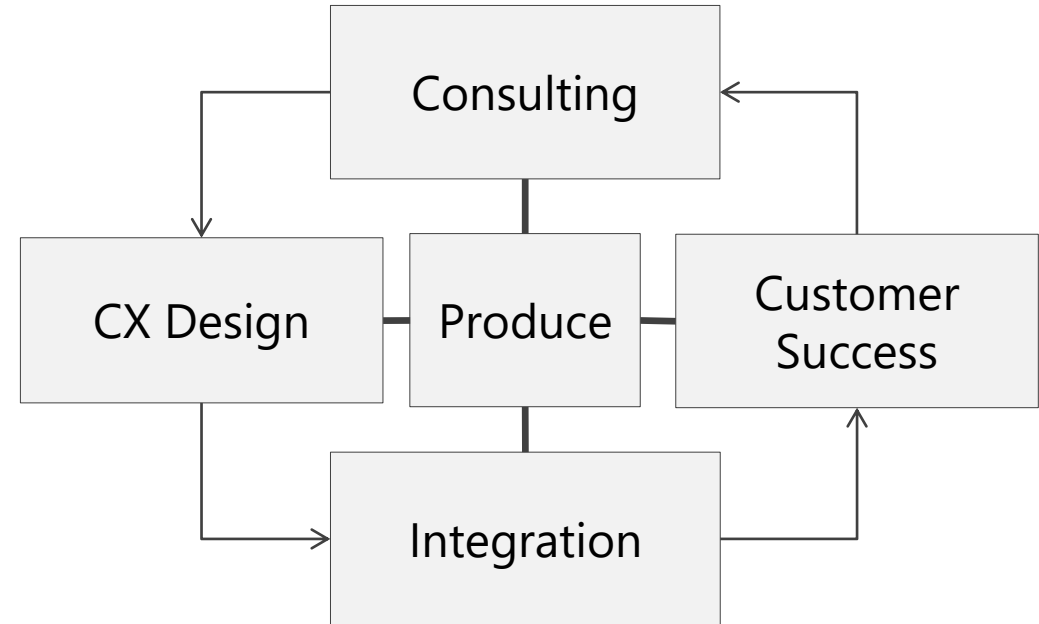 Consulting
CX Design
Produce
Customer
Success
Integration